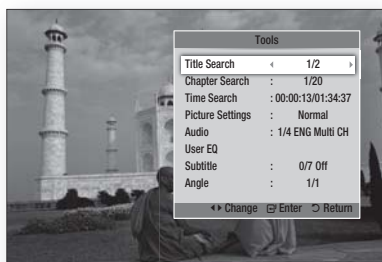 Tools
Title Search ◂ 1/2 ▸
Chapter Search : 1/20
Time Search : 00:00:13/01:34:37
Picture Settings : Normal
Audio : 1/4 ENG Multi CH
User EQ
Subtitle : 0/7 Off
Angle : 1/1
◂▸ Change Enter Return